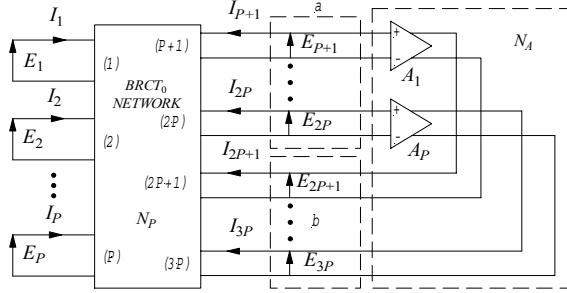 I1
E1
I2
E2
IP
EP
(1)
(2)
(P)
BRCT0
NETWORK
NP
(P+1)
(2P)
(2P+1)
(3P)
IP+1
I2P
I2P+1
I3P
a
EP+1
E2P
b
E2P+1
E3P
NA
+
-
A1
+
-
AP